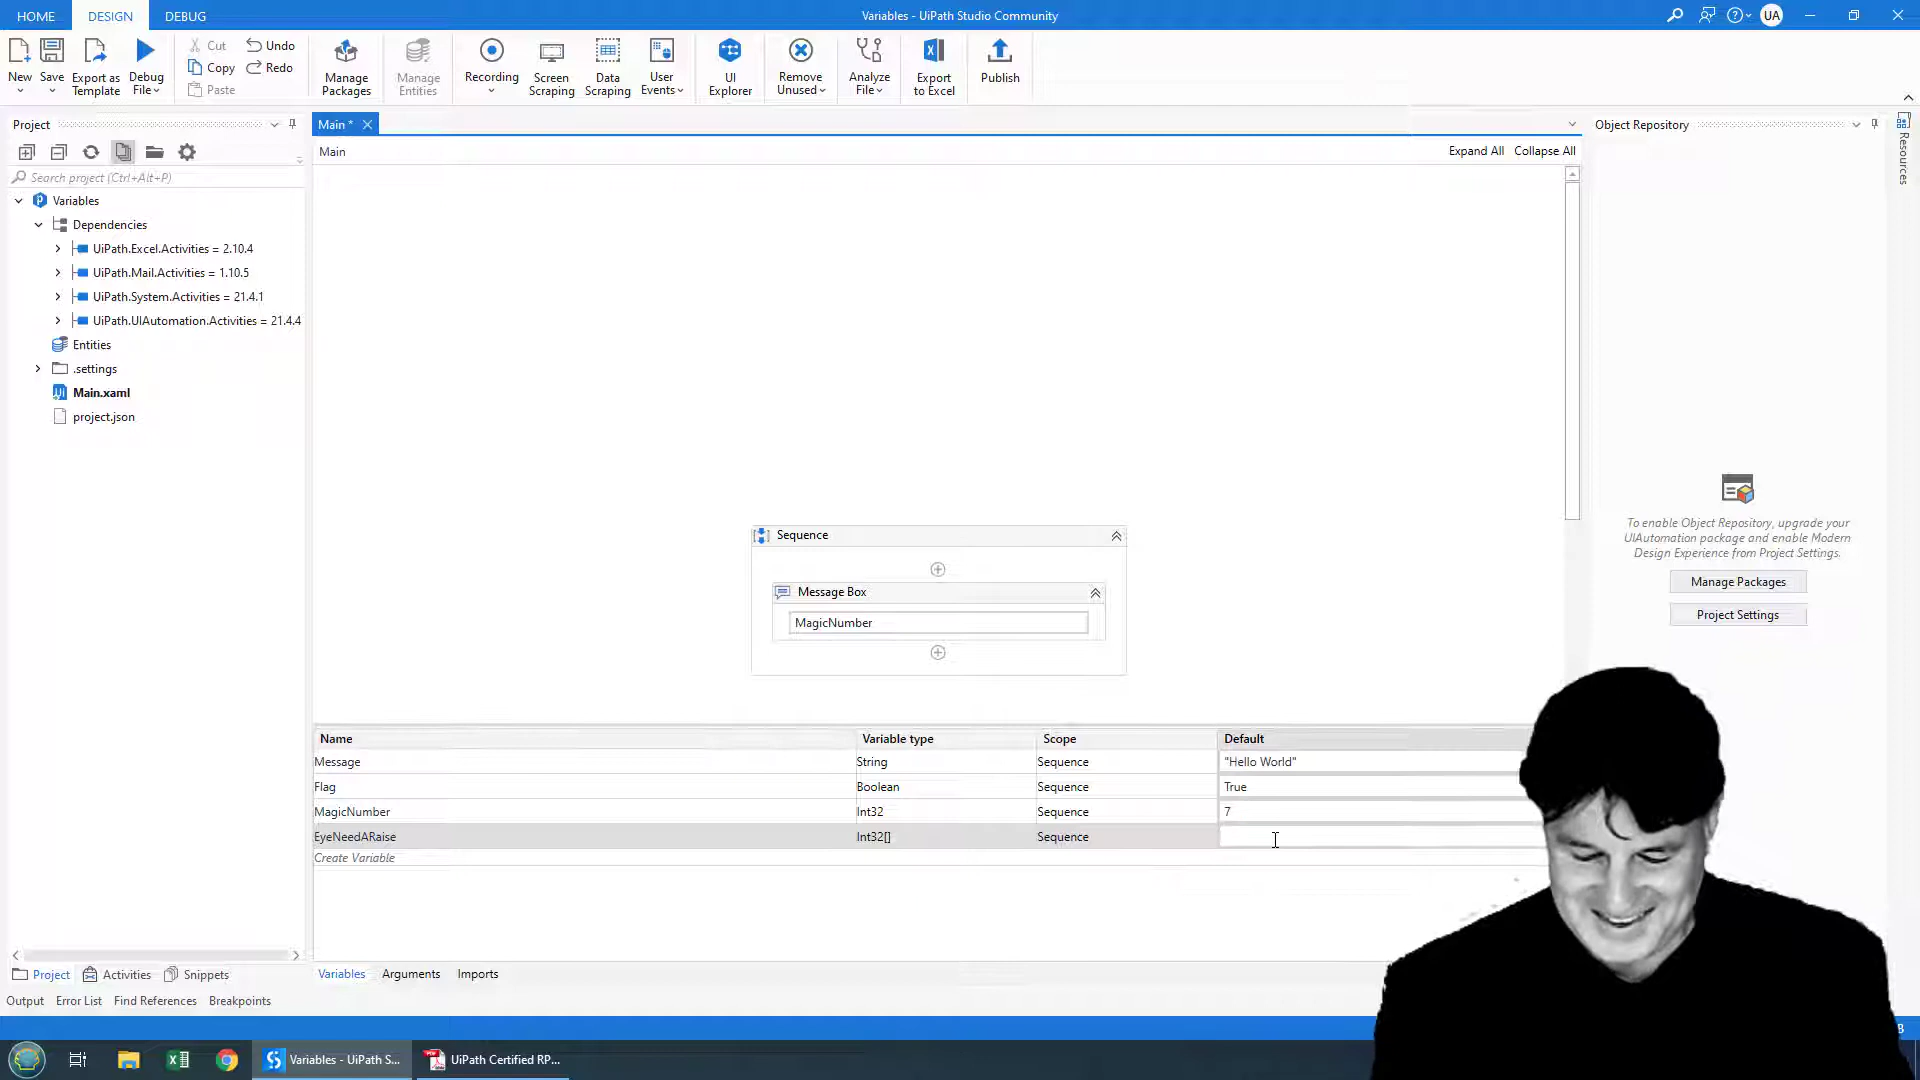 HOME DESIGN DEBUG Variables - UiPath Studio Community UA
Cut Undo
Copy Redo
Paste
New Save Export as Template Debug File Manage Packages Manage Entities Recording Screen Scraping Data Scraping User Events UI Explorer Remove Unused Analyze File Export to Excel Publish
Project
Search project (Ctrl+Alt+P)
Variables
Dependencies
UiPath.Excel.Activities = 2.10.4
UiPath.Mail.Activities = 1.10.5
UiPath.System.Activities = 21.4.1
UiPath.UIAutomation.Activities = 21.4.4
Entities
.settings
Main.xaml
project.json
Main *
Main Expand All Collapse All
Sequence
Message Box
MagicNumber
Object Repository
Resources
To enable Object Repository, upgrade your
UIAutomation package and enable Modern
Design Experience from Project Settings.
Manage Packages
Project Settings
Name Variable type Scope Default
Message String Sequence "Hello World"
Flag Boolean Sequence True
MagicNumber Int32 Sequence 7
EyeNeedARaise Int32[] Sequence
Create Variable
Variables Arguments Imports
Project Activities Snippets
Output Error List Find References Breakpoints
Variables - UiPath S... UiPath Certified RP...